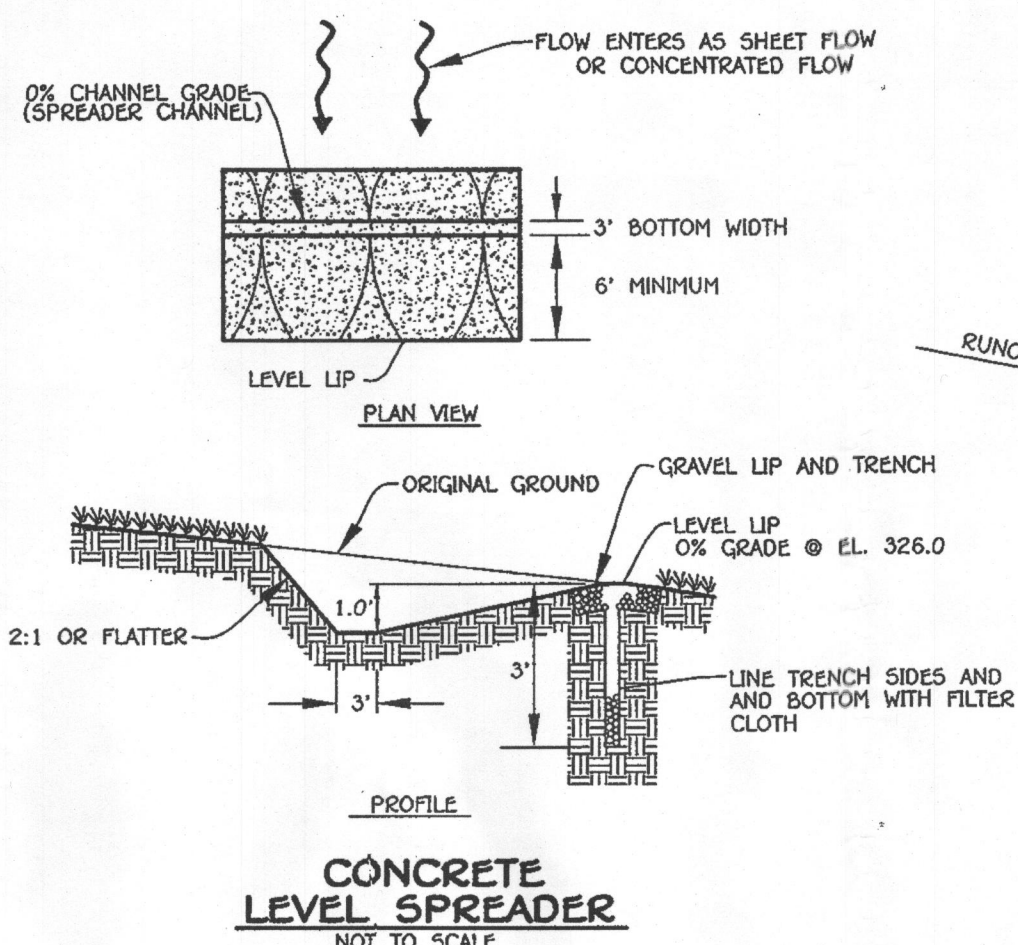 FLOW ENTERS AS SHEET FLOW
OR CONCENTRATED FLOW
0% CHANNEL GRADE
(SPREADER CHANNEL)
3' BOTTOM WIDTH
6' MINIMUM
LEVEL LIP
PLAN VIEW
RUNO
GRAVEL LIP AND TRENCH
ORIGINAL GROUND
LEVEL LIP
0% GRADE @ EL. 326.0
1.0'
2:1 OR FLATTER
3'
3'
LINE TRENCH SIDES AND
AND BOTTOM WITH FILTER
CLOTH
PROFILE
CONCRETE
LEVEL SPREADER
NOT TO SCALE